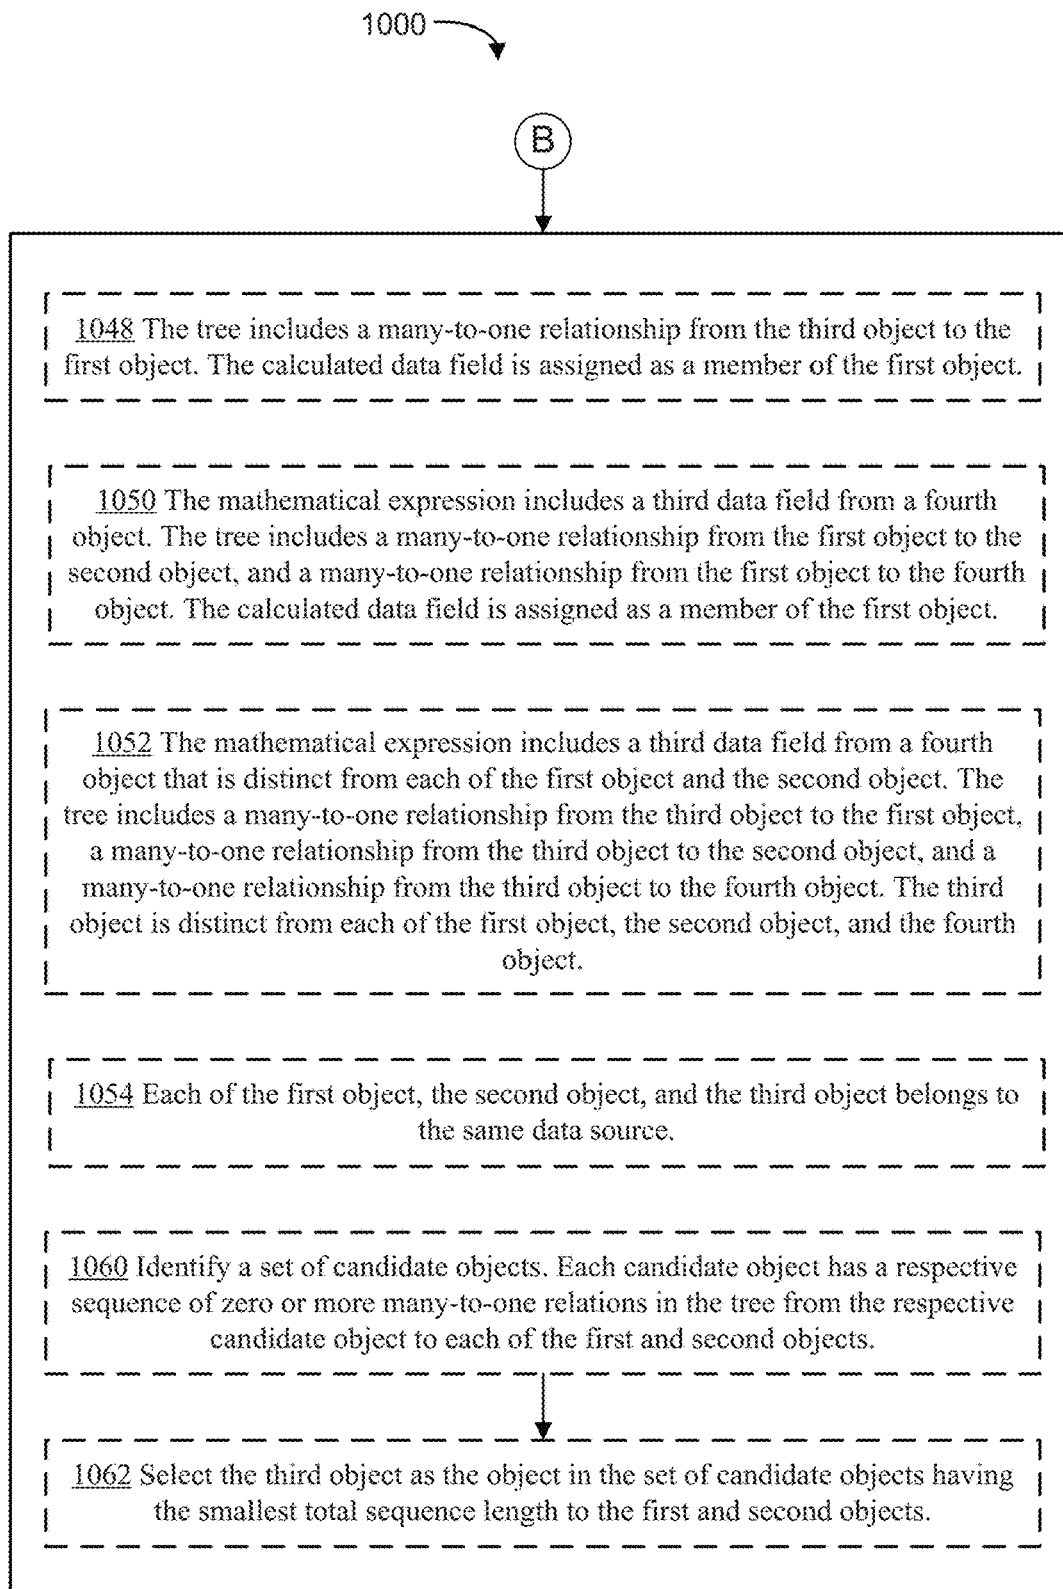 1000
B
1048 The tree includes a many-to-one relationship from the third object to the
first object. The calculated data field is assigned as a member of the first object.
1050 The mathematical expression includes a third data field from a fourth
object. The tree includes a many-to-one relationship from the first object to the
second object, and a many-to-one relationship from the first object to the fourth
object. The calculated data field is assigned as a member of the first object.
1052 The mathematical expression includes a third data field from a fourth
object that is distinct from each of the first object and the second object. The
tree includes a many-to-one relationship from the third object to the first object,
a many-to-one relationship from the third object to the second object, and a
many-to-one relationship from the third object to the fourth object. The third
object is distinct from each of the first object, the second object, and the fourth
object.
1054 Each of the first object, the second object, and the third object belongs to
the same data source.
1060 Identify a set of candidate objects. Each candidate object has a respective
sequence of zero or more many-to-one relations in the tree from the respective
candidate object to each of the first and second objects.
1062 Select the third object as the object in the set of candidate objects having
the smallest total sequence length to the first and second objects.